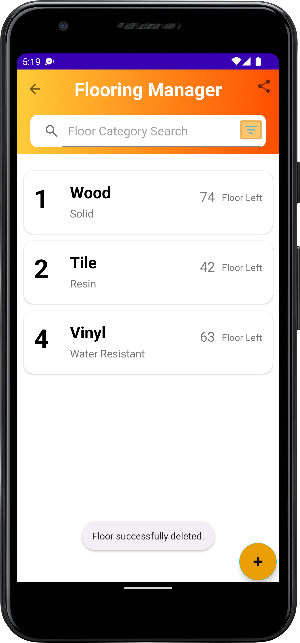 5:19
Flooring Manager
Floor Category Search
1 Wood 74 Floor Left
Solid
2 Tile 42 Floor Left
Resin
4 Vinyl 63 Floor Left
Water Resistant
Floor successfully deleted.
+